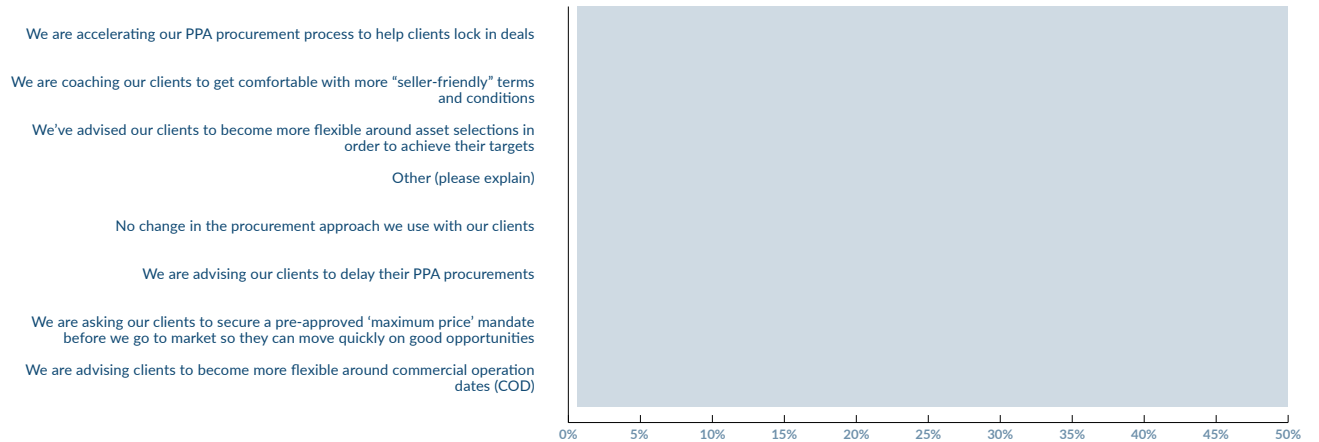 We are accelerating our PPA procurement process to help clients lock in deals
We are coaching our clients to get comfortable with more “seller-friendly” terms
and conditions
We’ve advised our clients to become more flexible around asset selections in
order to achieve their targets
Other (please explain)
No change in the procurement approach we use with our clients
We are advising our clients to delay their PPA procurements
We are asking our clients to secure a pre-approved ‘maximum price’ mandate
before we go to market so they can move quickly on good opportunities
We are advising clients to become more flexible around commercial operation
dates (COD)
0% 5% 10% 15% 20% 25% 30% 35% 40% 45% 50%